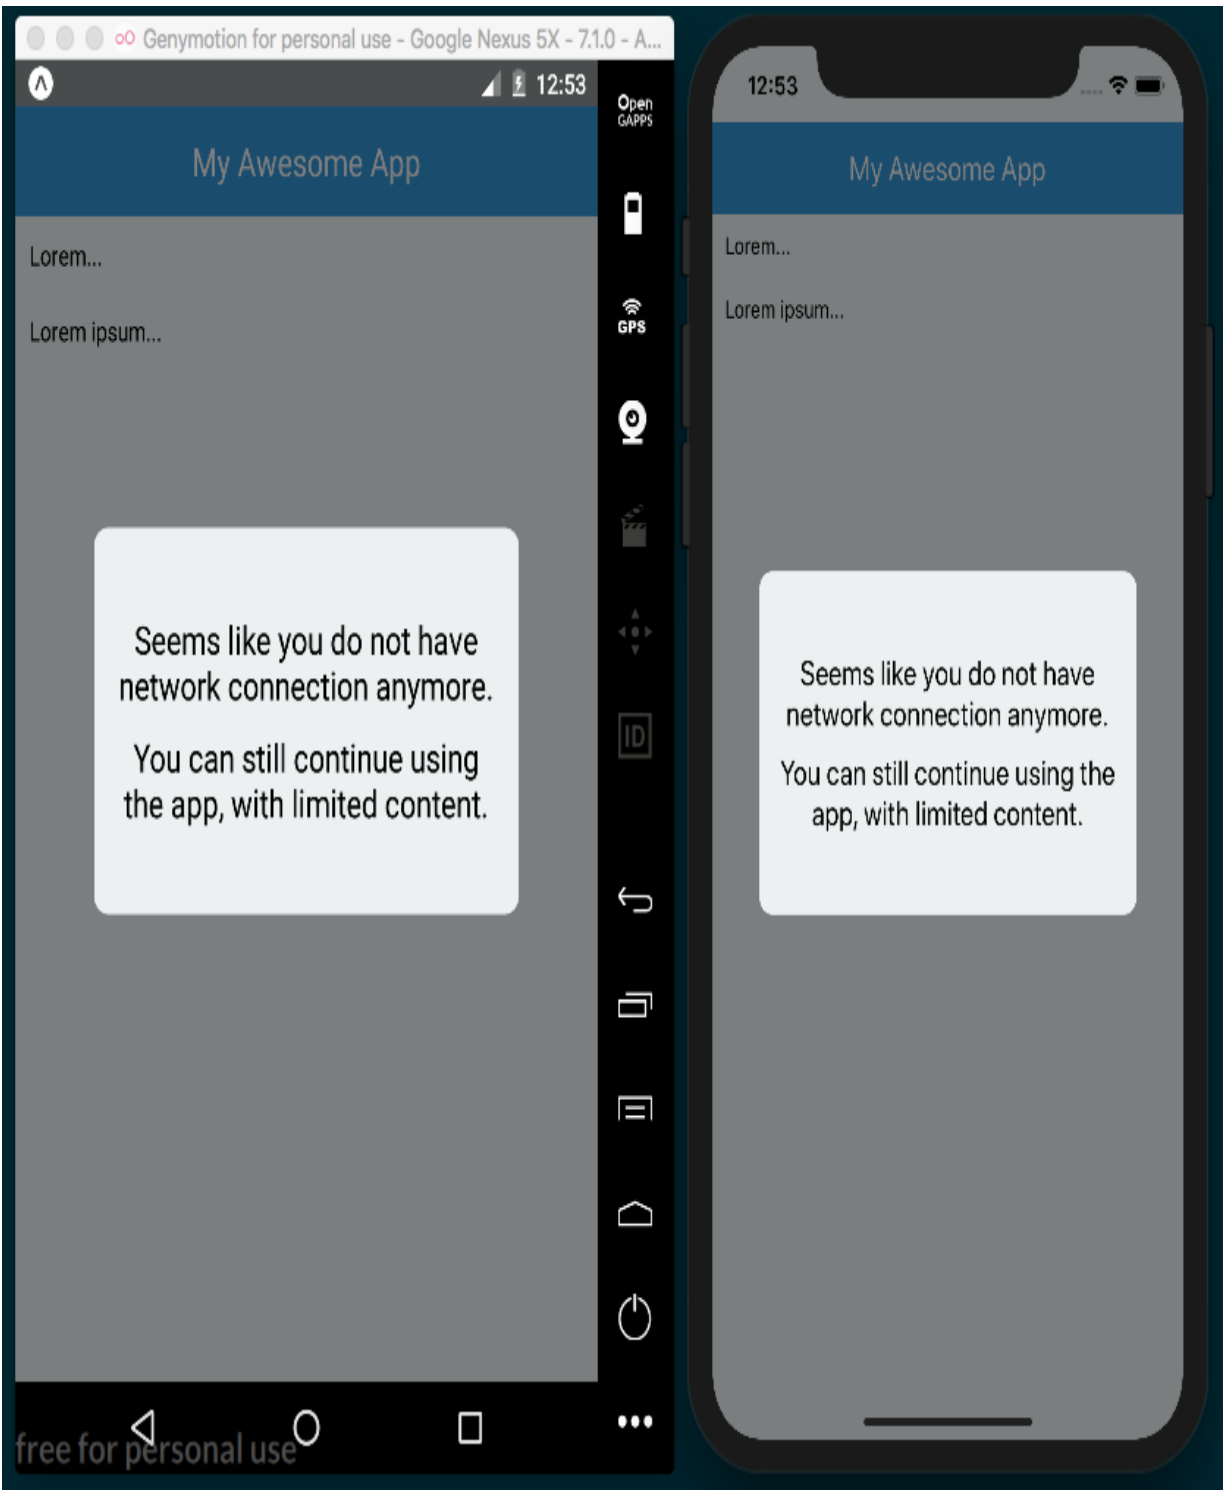 Genymotion for personal use - Google Nexus 5X - 7.1.0 - A...
12:53
Open
GAPPS
My Awesome App
Lorem...
Lorem ipsum...
GPS
Seems like you do not have
network connection anymore.
You can still continue using
the app, with limited content.
ID
free for personal use
12:53
My Awesome App
Lorem...
Lorem ipsum...
Seems like you do not have
network connection anymore.
You can still continue using the
app, with limited content.